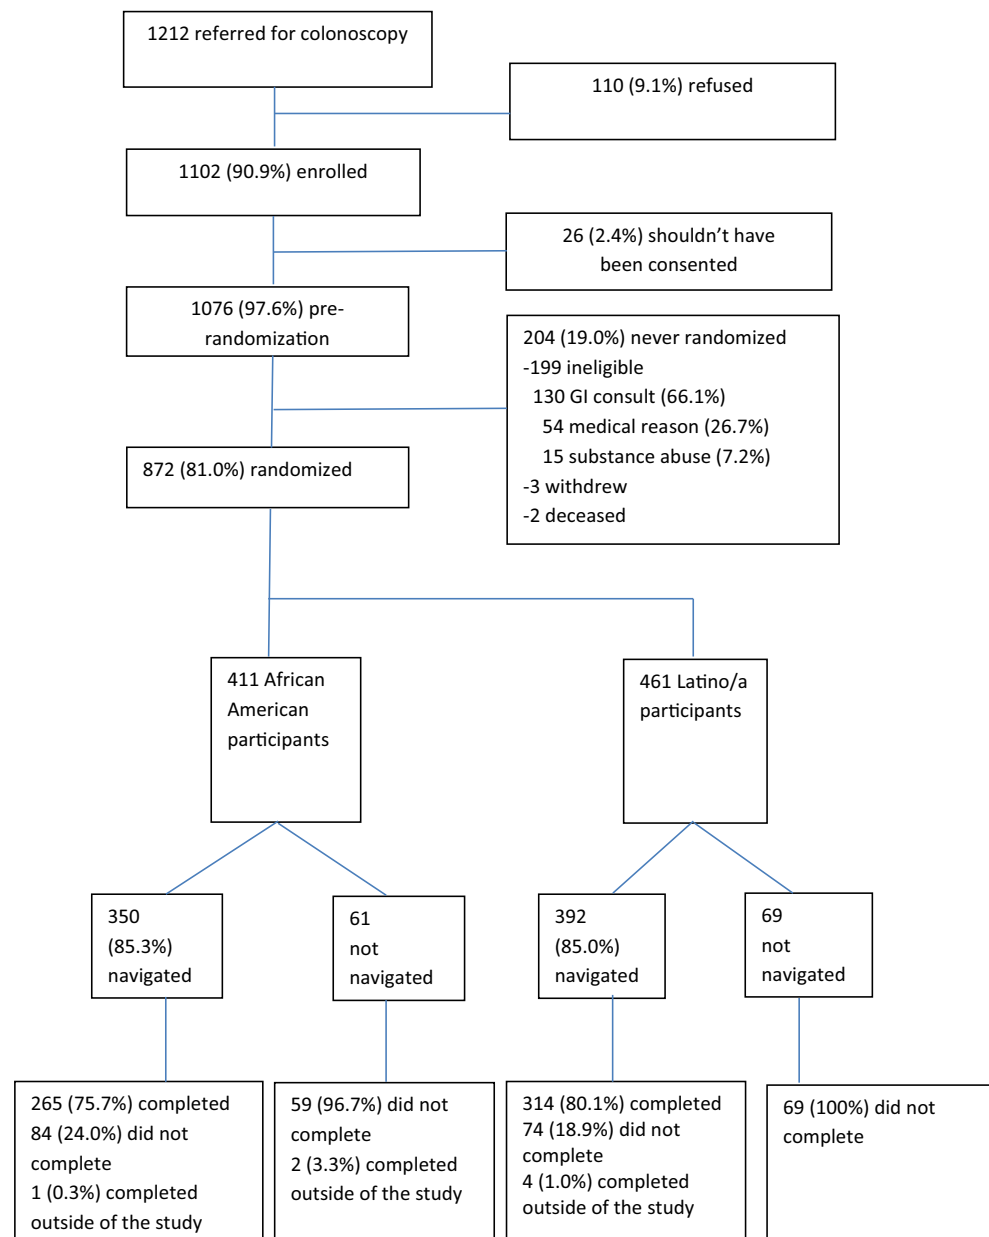 1212 referred for colonoscopy
110 (9.1%) refused
1102 (90.9%) enrolled
26 (2.4%) shouldn’t have
been consented
1076 (97.6%) pre-
randomization
204 (19.0%) never randomized
-199 ineligible
130 GI consult (66.1%)
54 medical reason (26.7%)
15 substance abuse (7.2%)
-3 withdrew
-2 deceased
872 (81.0%) randomized
411 African
American
participants
461 Latino/a
participants
350
(85.3%)
navigated
61
not
navigated
392
(85.0%)
navigated
69
not
navigated
265 (75.7%) completed
84 (24.0%) did not
complete
1 (0.3%) completed
outside of the study
59 (96.7%) did not
complete
2 (3.3%) completed
outside of the study
314 (80.1%) completed
74 (18.9%) did not
complete
4 (1.0%) completed
outside of the study
69 (100%) did not
complete